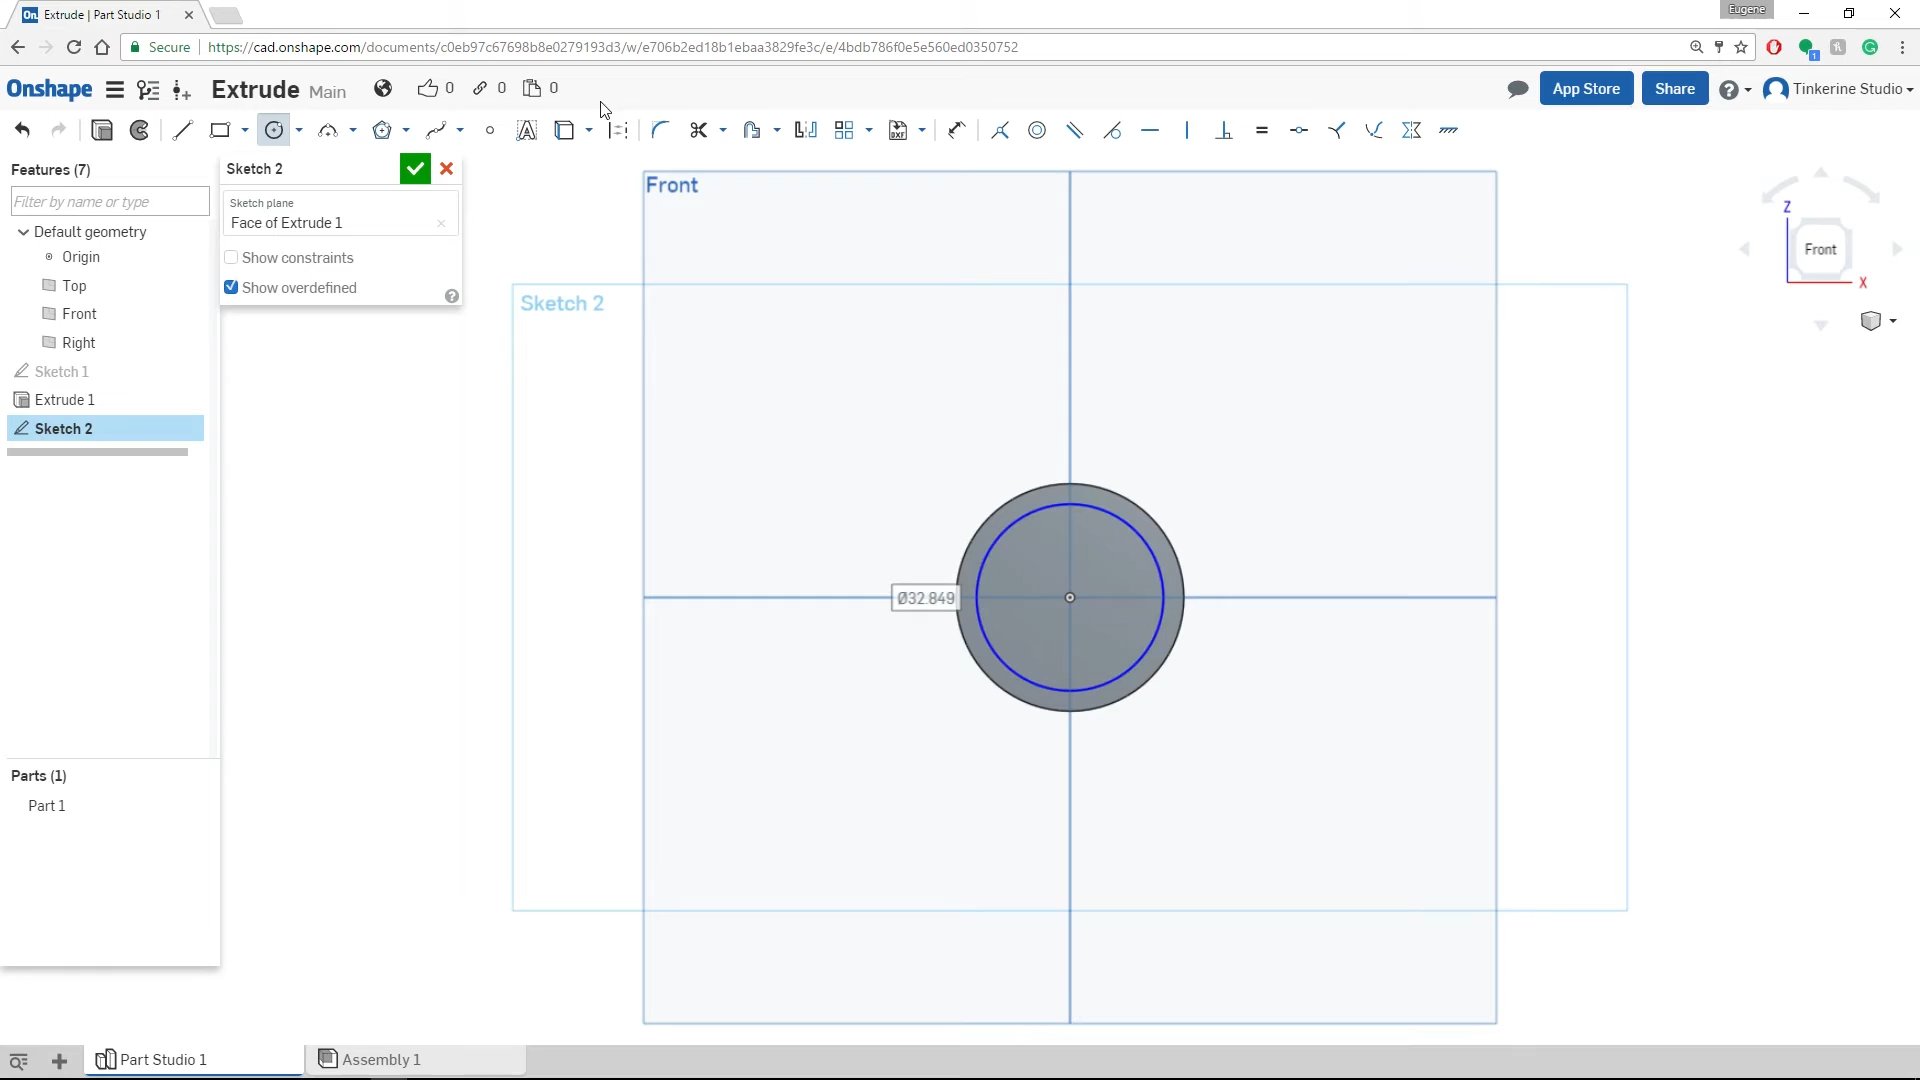 Extrude | Part Studio 1
Eugene
Secure
https://cad.onshape.com/documents/c0eb97c67698b8e0279193d3/w/e706b2ed18b1ebaa3829fe3c/e/4bdb786f0e5e560ed0350752
1
Onshape
Extrude Main
0
0
0
App Store
Share
Tinkerine Studio
DXF
Features (7)
Filter by name or type
Default geometry
Origin
Top
Front
Right
Sketch 1
Extrude 1
Sketch 2
Sketch 2
Sketch plane
Face of Extrude 1
Show constraints
Show overdefined
Front
Sketch 2
Ø32.849
Z
Front
X
Parts (1)
Part 1
Part Studio 1
Assembly 1